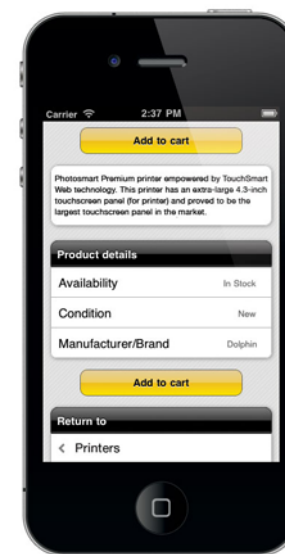 Carrier 2:37 PM
Add to cart
Photosmart Premium printer empowered by TouchSmart
Web technology. This printer has an extra-large 4.3-inch
touchscreen panel (for printer) and proved to be the
largest touchscreen panel in the market.
Product details
Availability In Stock
Condition New
Manufacturer/Brand Dolphin
Add to cart
Return to
Printers